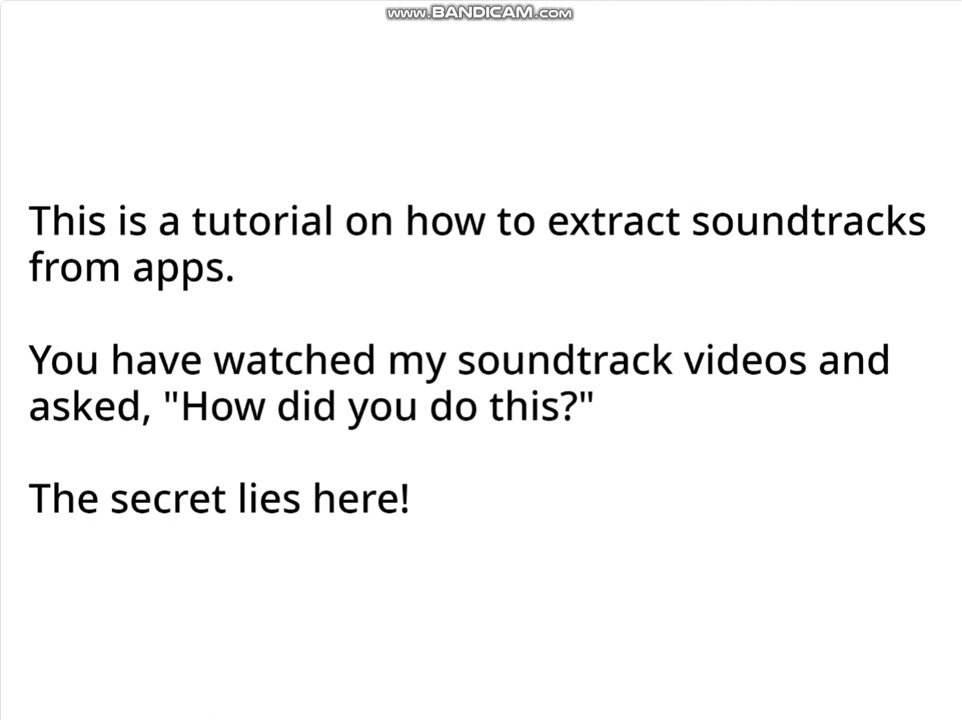 www.BANDICAM.com
This is a tutorial on how to extract soundtracks
from apps.
You have watched my soundtrack videos and
asked, "How did you do this?"
The secret lies here!